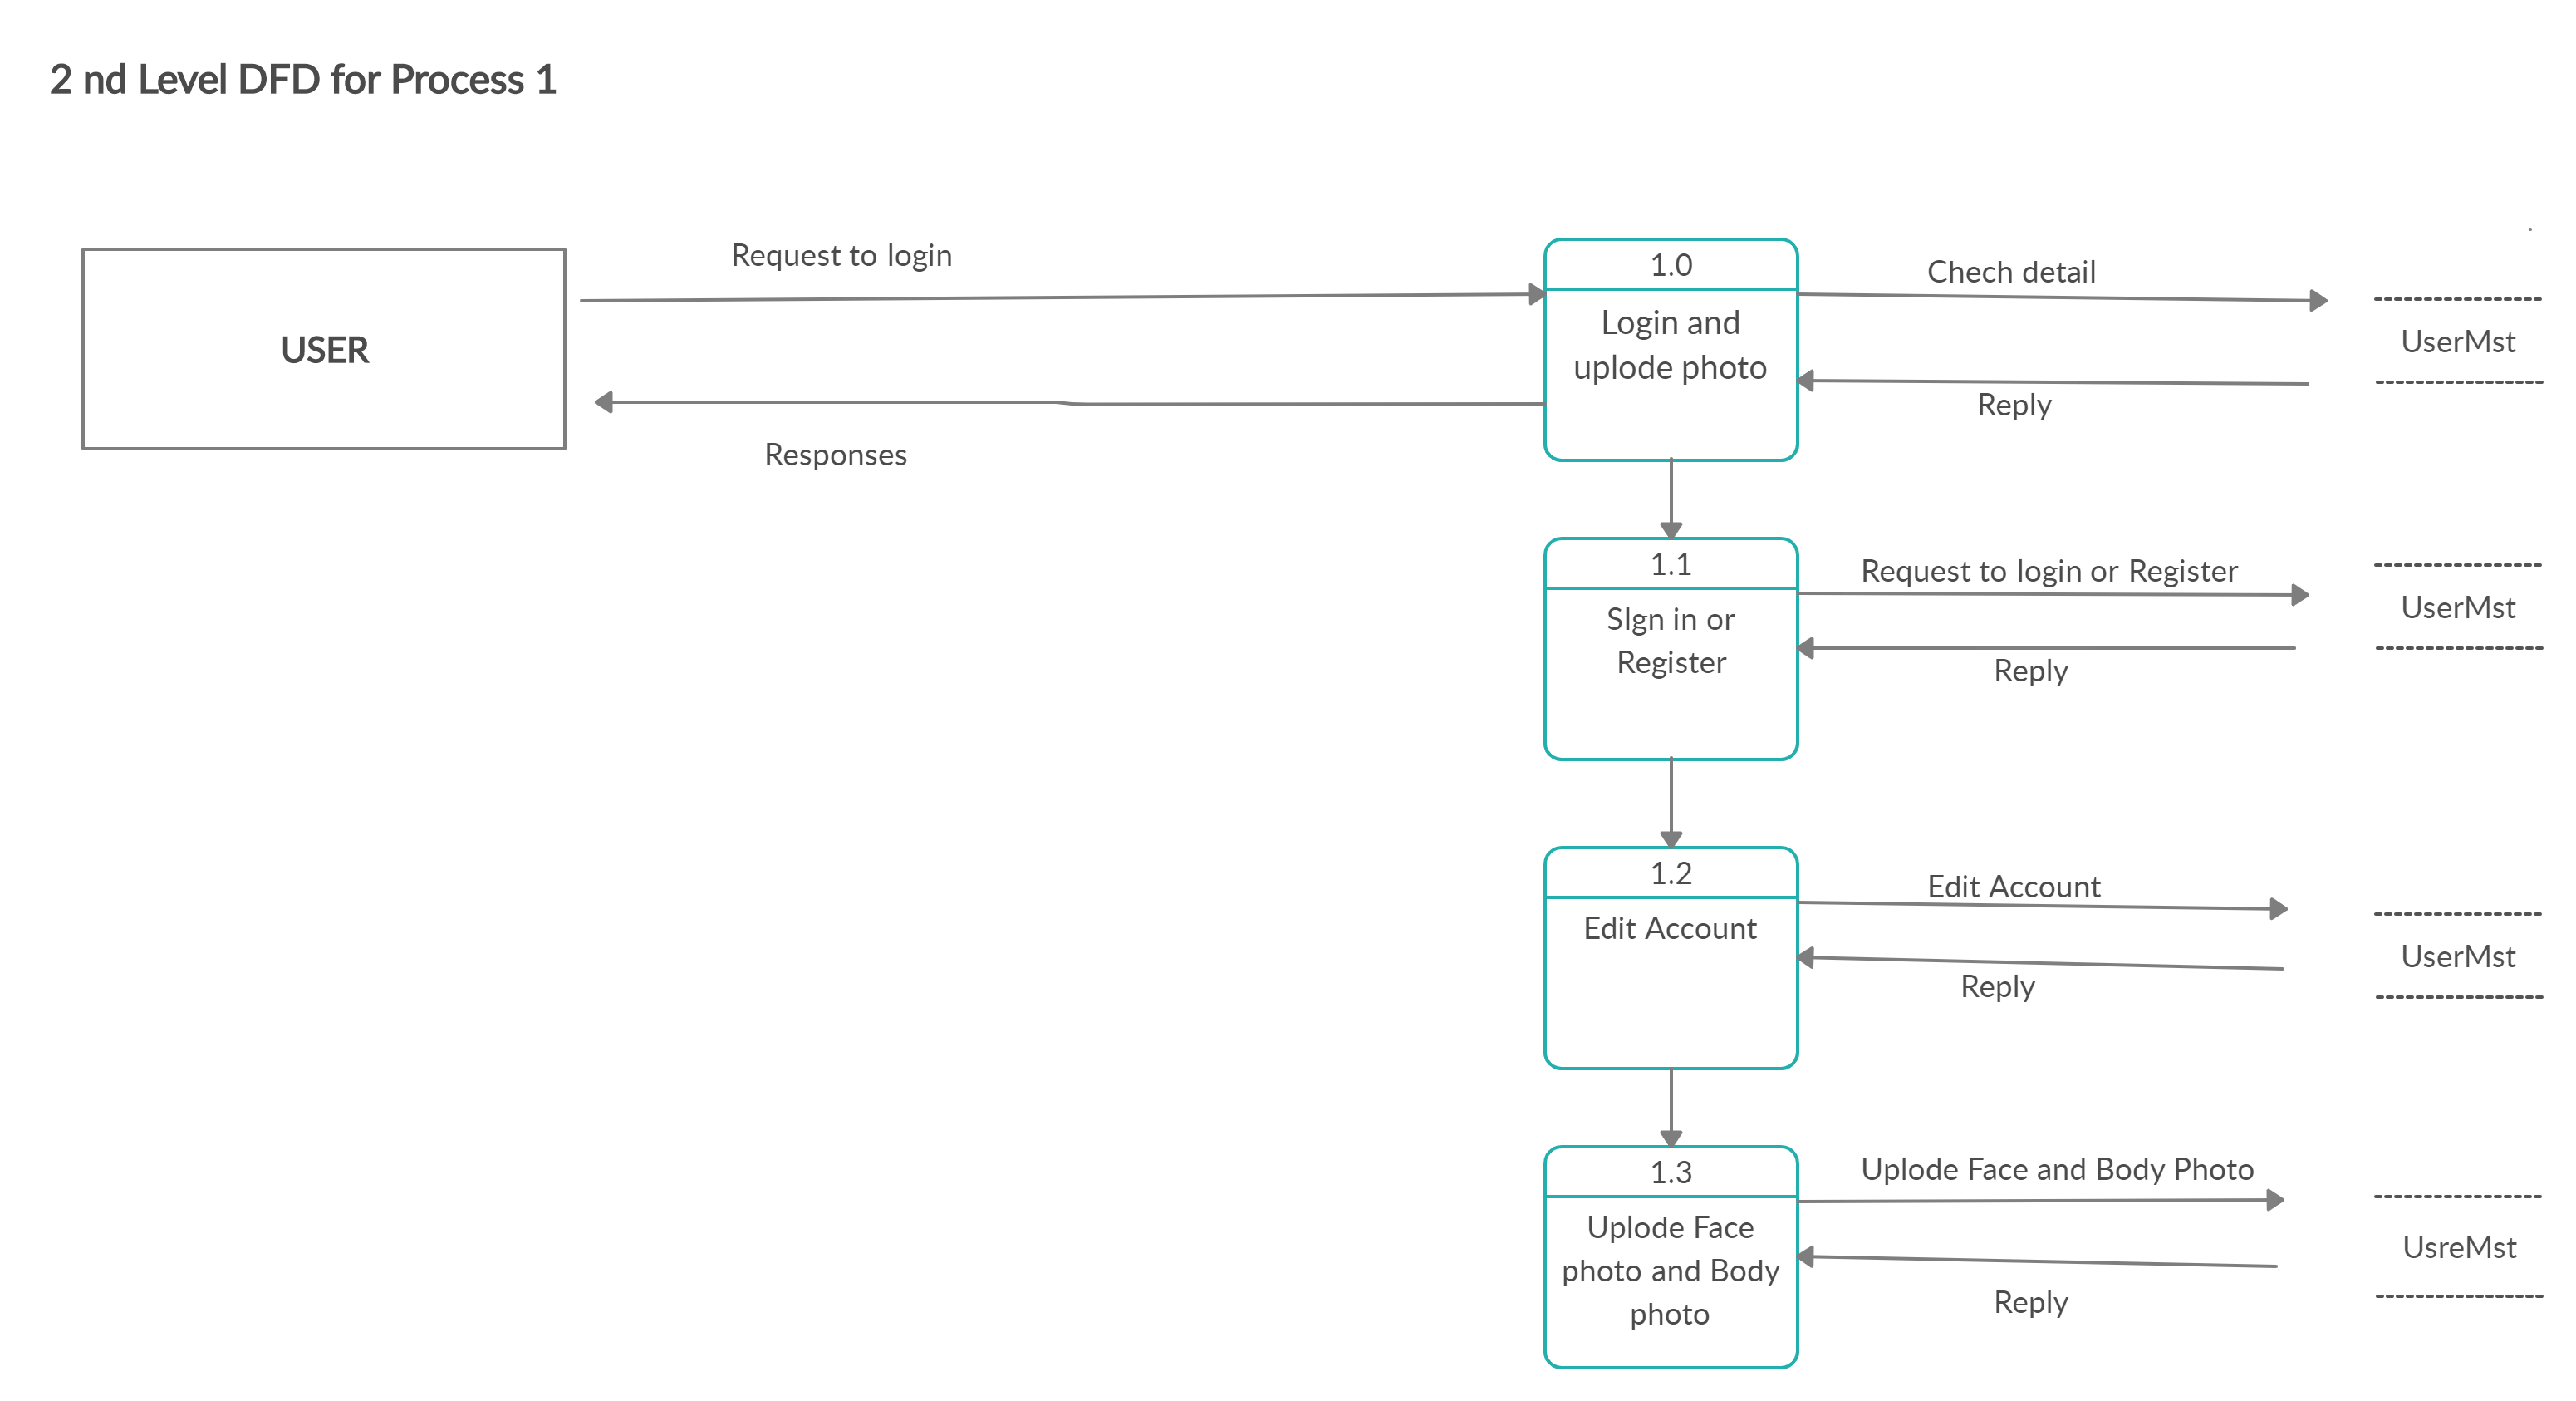 2 nd Level DFD for Process 1
USER
Request to login
Responses
1.0
Login and
uplode photo
Chech detail
Reply
UserMst
1.1
SIgn in or
Register
Request to login or Register
Reply
UserMst
1.2
Edit Account
Edit Account
Reply
UserMst
1.3
Uplode Face
photo and Body
photo
Uplode Face and Body Photo
Reply
UsreMst